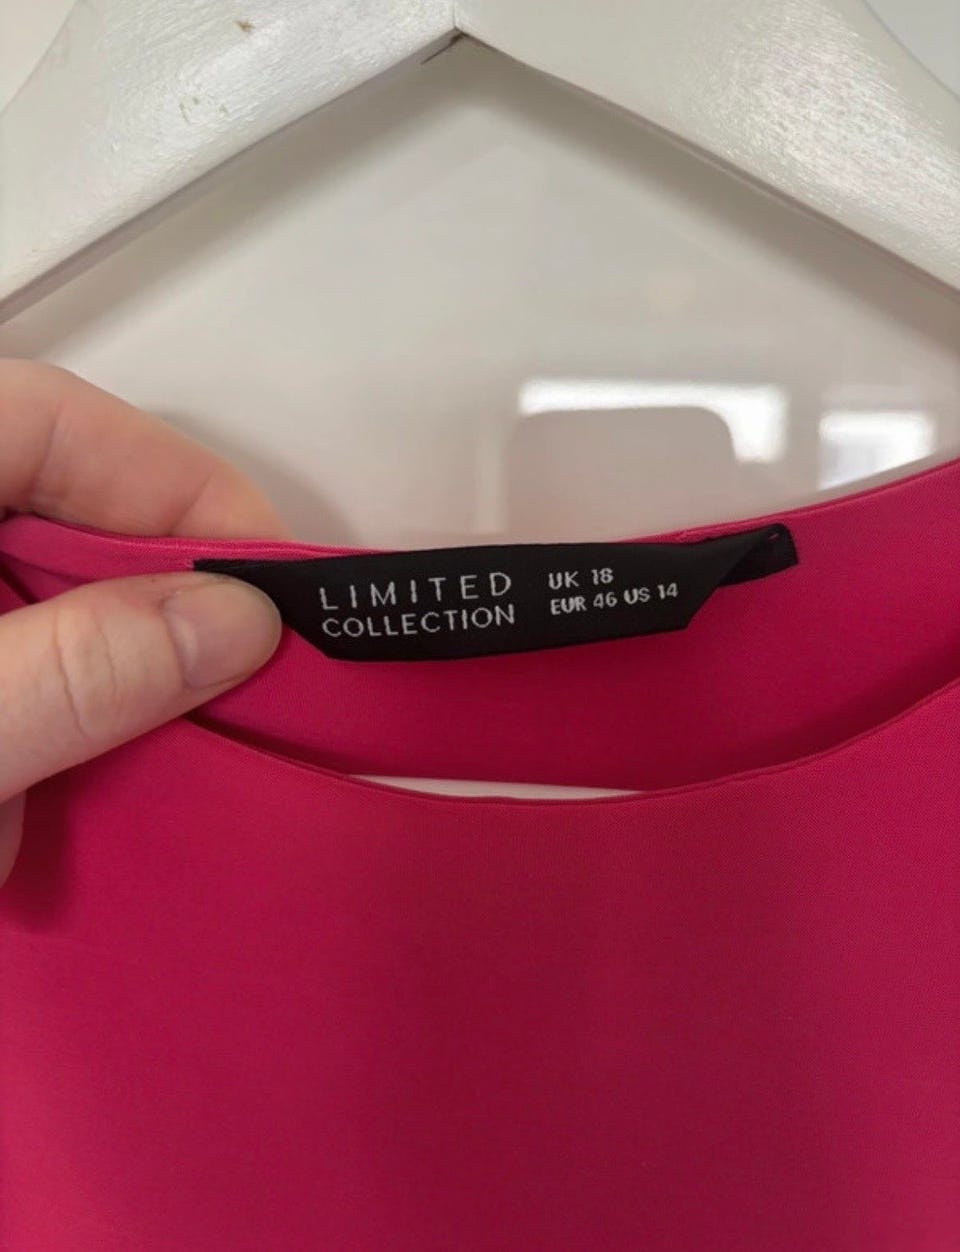 LIMITED
COLLECTION
UK 18
EUR 46 US 14